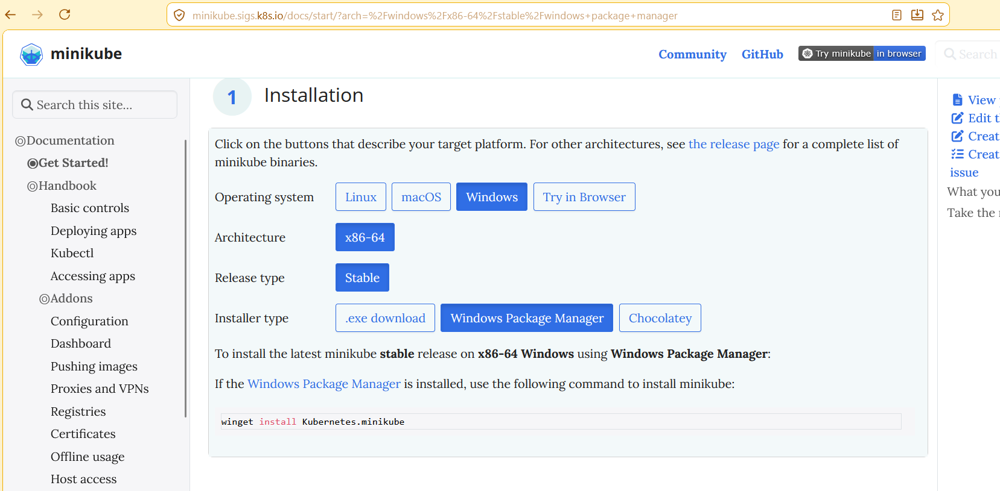 minikube.sigs.k8s.io/docs/start/?arch=%2Fwindows%2Fx86-64%2Fstable%2Fwindows+package+manager
minikube
Community
GitHub
Try minikube in browser
Search
Search this site...
Documentation
Get Started!
Handbook
Basic controls
Deploying apps
Kubectl
Accessing apps
Addons
Configuration
Dashboard
Pushing images
Proxies and VPNs
Registries
Certificates
Offline usage
Host access
1
Installation
Click on the buttons that describe your target platform. For other architectures, see the release page for a complete list of
minikube binaries.
Operating system Linux macOS Windows Try in Browser
Architecture x86-64
Release type Stable
Installer type .exe download Windows Package Manager Chocolatey
To install the latest minikube stable release on x86-64 Windows using Windows Package Manager:
If the Windows Package Manager is installed, use the following command to install minikube:
winget install Kubernetes.minikube
View
Edit
Creat
Creat
issue
What you
Take the